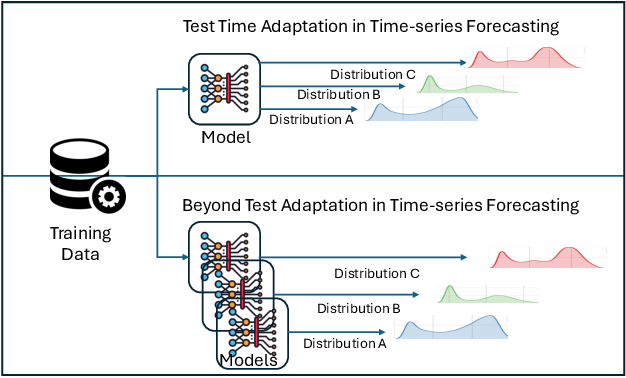 Test Time Adaptation in Time-series Forecasting
Distribution C
Distribution B
Distribution A
Model
Training
Data
Beyond Test Adaptation in Time-series Forecasting
Distribution C
Distribution B
Distribution A
Models